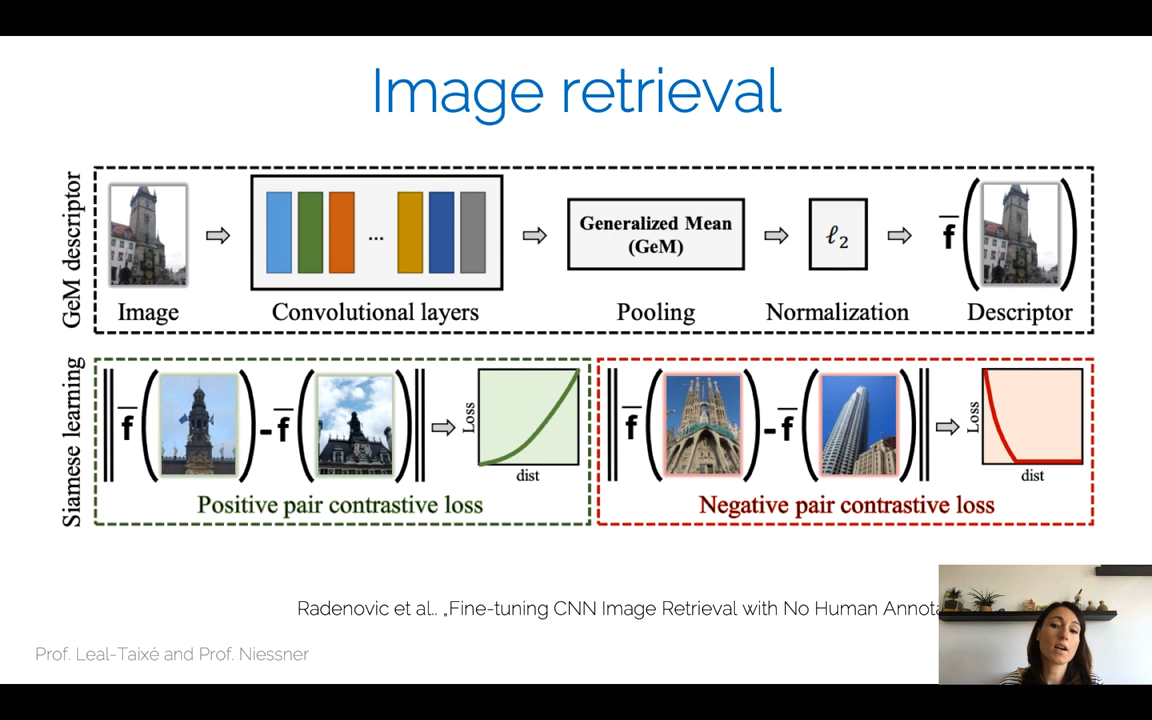 Image retrieval
GeM descriptor
...
Generalized Mean
(GeM)
ℓ2
f̄
Image
Convolutional layers
Pooling
Normalization
Descriptor
Siamese learning
f̄ - f̄
Loss
dist
Positive pair contrastive loss
f̄ - f̄
Loss
dist
Negative pair contrastive loss
Radenovic et al.. „Fine-tuning CNN Image Retrieval with No Human Annota
Prof. Leal-Taixé and Prof. Niessner